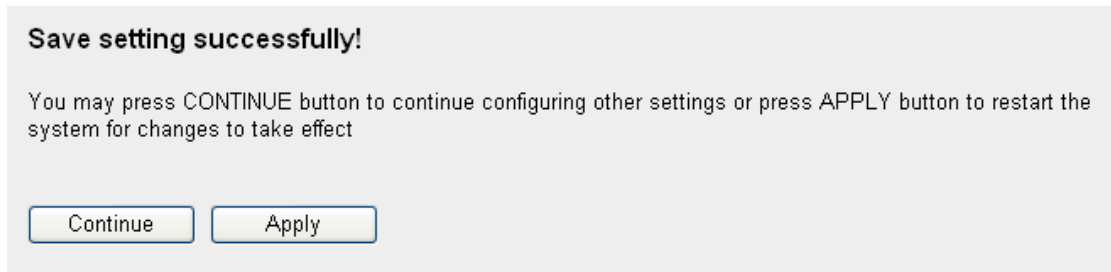 Save setting successfully!
You may press CONTINUE button to continue configuring other settings or press APPLY button to restart the
system for changes to take effect
Continue
Apply